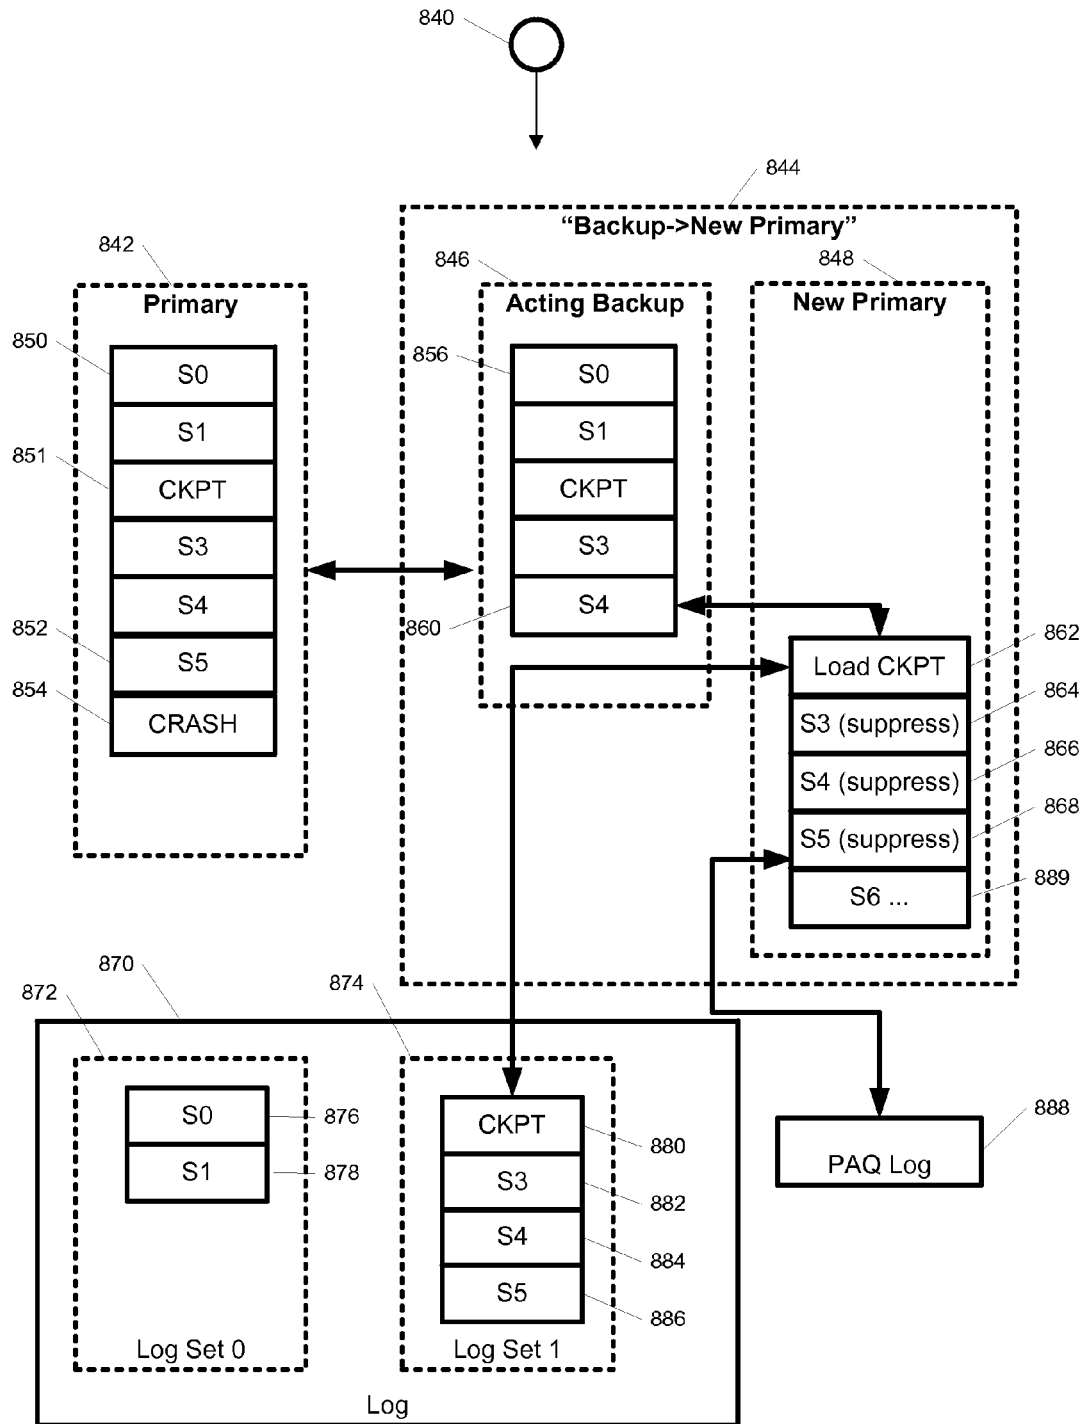 840
844
“Backup->New Primary”
842
Primary
850
S0
S1
851
CKPT
S3
S4
852
S5
854
CRASH
846
Acting Backup
856
S0
S1
CKPT
S3
860
S4
848
New Primary
Load CKPT
862
S3 (suppress)
864
S4 (suppress)
866
S5 (suppress)
868
S6 ...
889
870
872
S0
876
S1
878
Log Set 0
874
CKPT
880
S3
882
S4
884
S5
886
Log Set 1
Log
888
PAQ Log